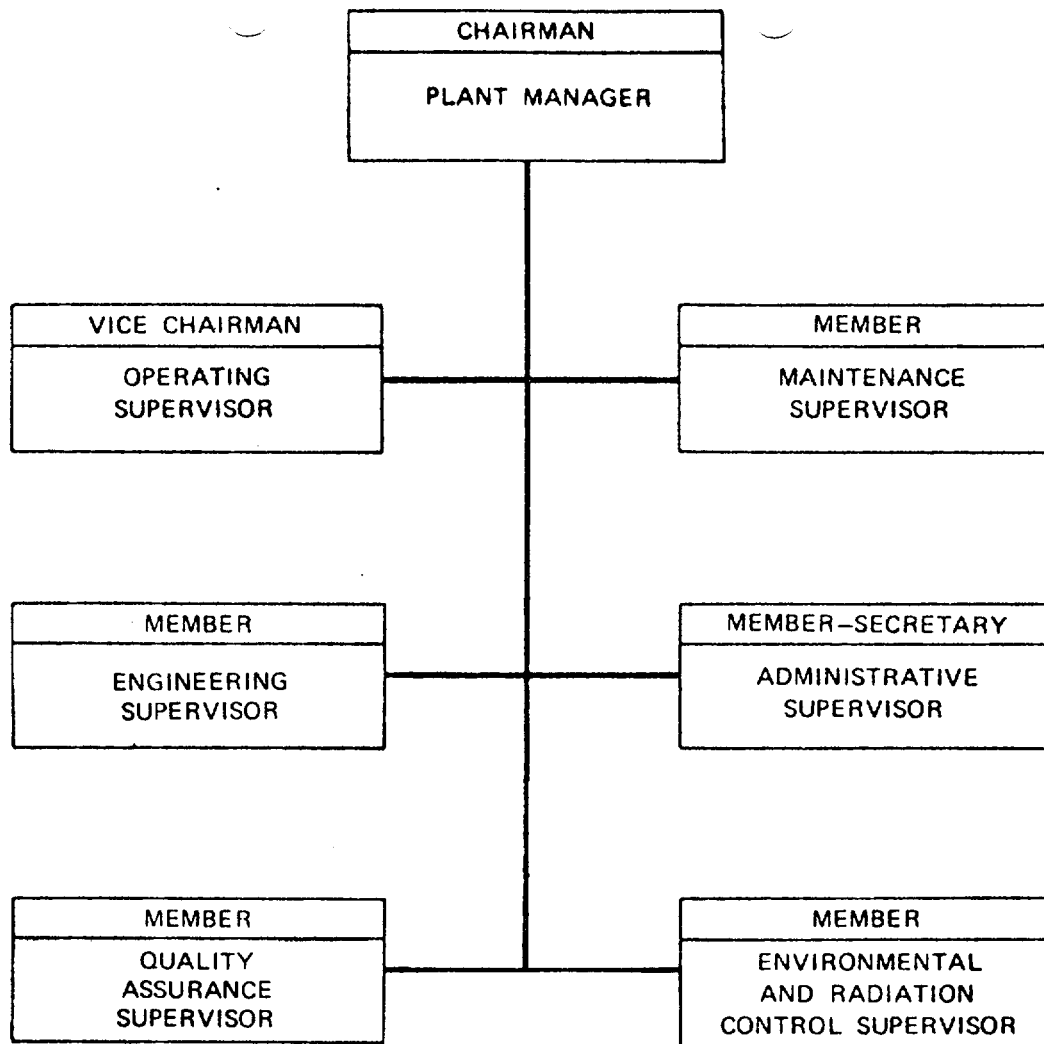 CHAIRMAN
PLANT MANAGER
VICE CHAIRMAN
OPERATING
SUPERVISOR
MEMBER
MAINTENANCE
SUPERVISOR
MEMBER
ENGINEERING
SUPERVISOR
MEMBER–SECRETARY
ADMINISTRATIVE
SUPERVISOR
MEMBER
QUALITY
ASSURANCE
SUPERVISOR
MEMBER
ENVIRONMENTAL
AND RADIATION
CONTROL SUPERVISOR